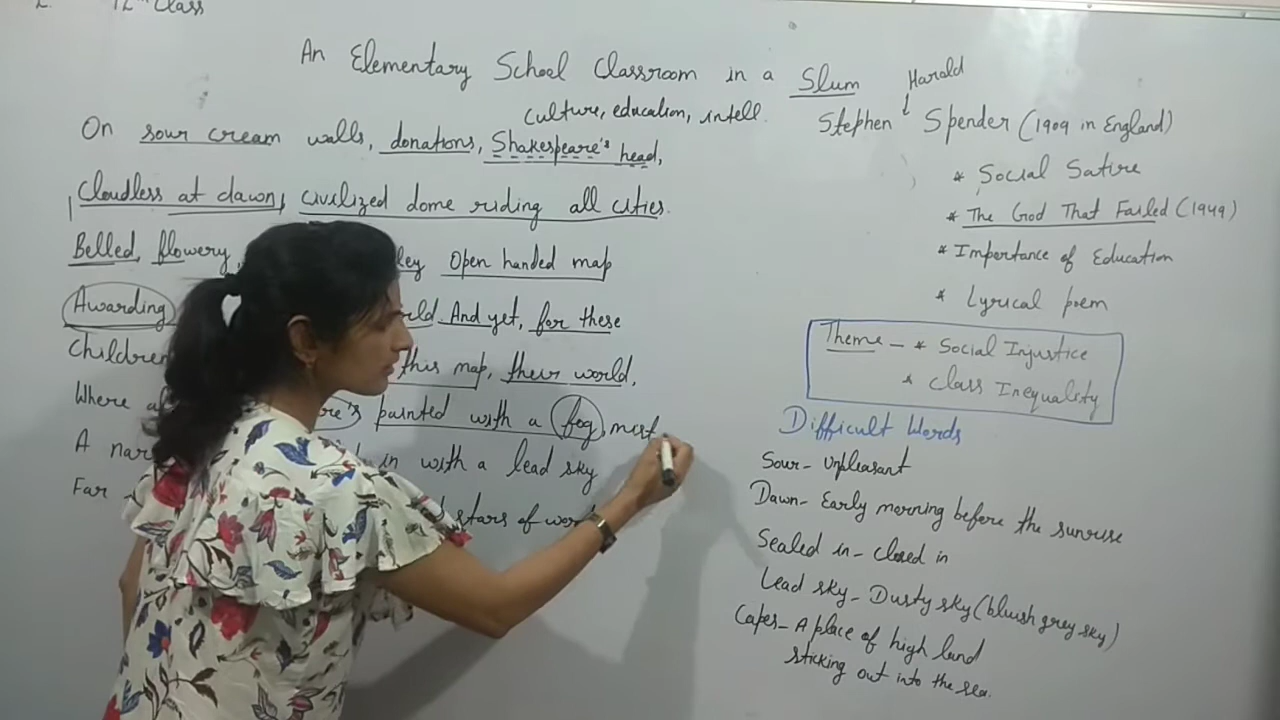 12th Class
An Elementary School Classroom in a Slum
Harald
culture, education, intell.
Stephen Spender (1909 in England)
On sour cream walls, donations, Shakespeare's head,
Cloudless at dawn, civilized dome riding all cities.
Belled, flowery, Open handed map
Awarding And yet, for these
Children this map, their world,
Where painted with a fog, mist
A in with a lead sky
Far stars of
* Social Satire
* The God That Failed (1949)
* Importance of Education
* Lyrical poem
Theme - * Social Injustice
* Class Inequality
Difficult Words
Sour - Unpleasant
Dawn - Early morning before the sunrise
Sealed in - closed in
Lead sky - Dusty sky (bluish grey sky)
Capes - A place of high land
sticking out into the sea.